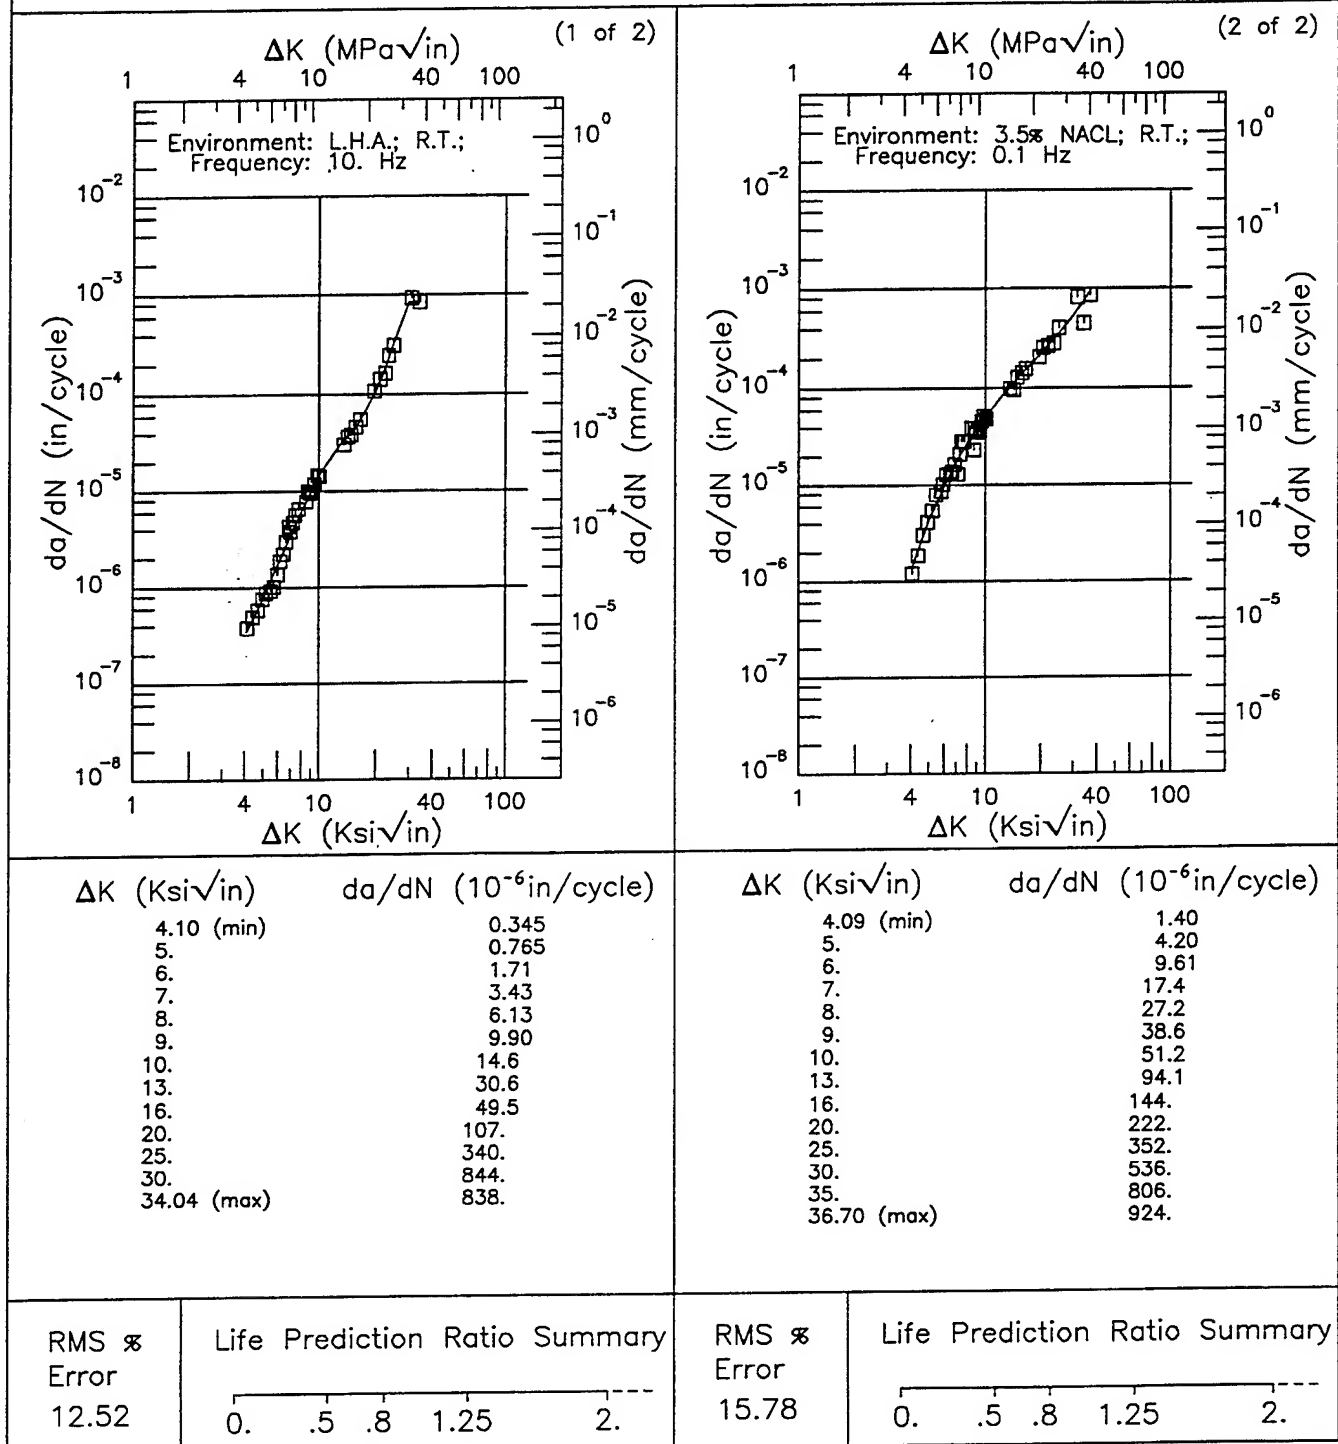 (1 of 2)
ΔK (MPa√in)
1 4 10 40 100
Environment: L.H.A.; R.T.;
Frequency: 10. Hz
da/dN (in/cycle)
10⁻²
10⁻³
10⁻⁴
10⁻⁵
10⁻⁶
10⁻⁷
10⁻⁸
da/dN (mm/cycle)
10⁰
10⁻¹
10⁻²
10⁻³
10⁻⁴
10⁻⁵
10⁻⁶
1 4 10 40 100
ΔK (Ksi√in)
ΔK (Ksi√in) da/dN (10⁻⁶in/cycle)
4.10 (min) 0.345
5. 0.765
6. 1.71
7. 3.43
8. 6.13
9. 9.90
10. 14.6
13. 30.6
16. 49.5
20. 107.
25. 340.
30. 844.
34.04 (max) 838.
RMS %
Error
12.52
Life Prediction Ratio Summary
0. .5 .8 1.25 2.
(2 of 2)
ΔK (MPa√in)
1 4 10 40 100
Environment: 3.5% NACL; R.T.;
Frequency: 0.1 Hz
da/dN (in/cycle)
10⁻²
10⁻³
10⁻⁴
10⁻⁵
10⁻⁶
10⁻⁷
10⁻⁸
da/dN (mm/cycle)
10⁰
10⁻¹
10⁻²
10⁻³
10⁻⁴
10⁻⁵
10⁻⁶
1 4 10 40 100
ΔK (Ksi√in)
ΔK (Ksi√in) da/dN (10⁻⁶in/cycle)
4.09 (min) 1.40
5. 4.20
6. 9.61
7. 17.4
8. 27.2
9. 38.6
10. 51.2
13. 94.1
16. 144.
20. 222.
25. 352.
30. 536.
35. 806.
36.70 (max) 924.
RMS %
Error
15.78
Life Prediction Ratio Summary
0. .5 .8 1.25 2.